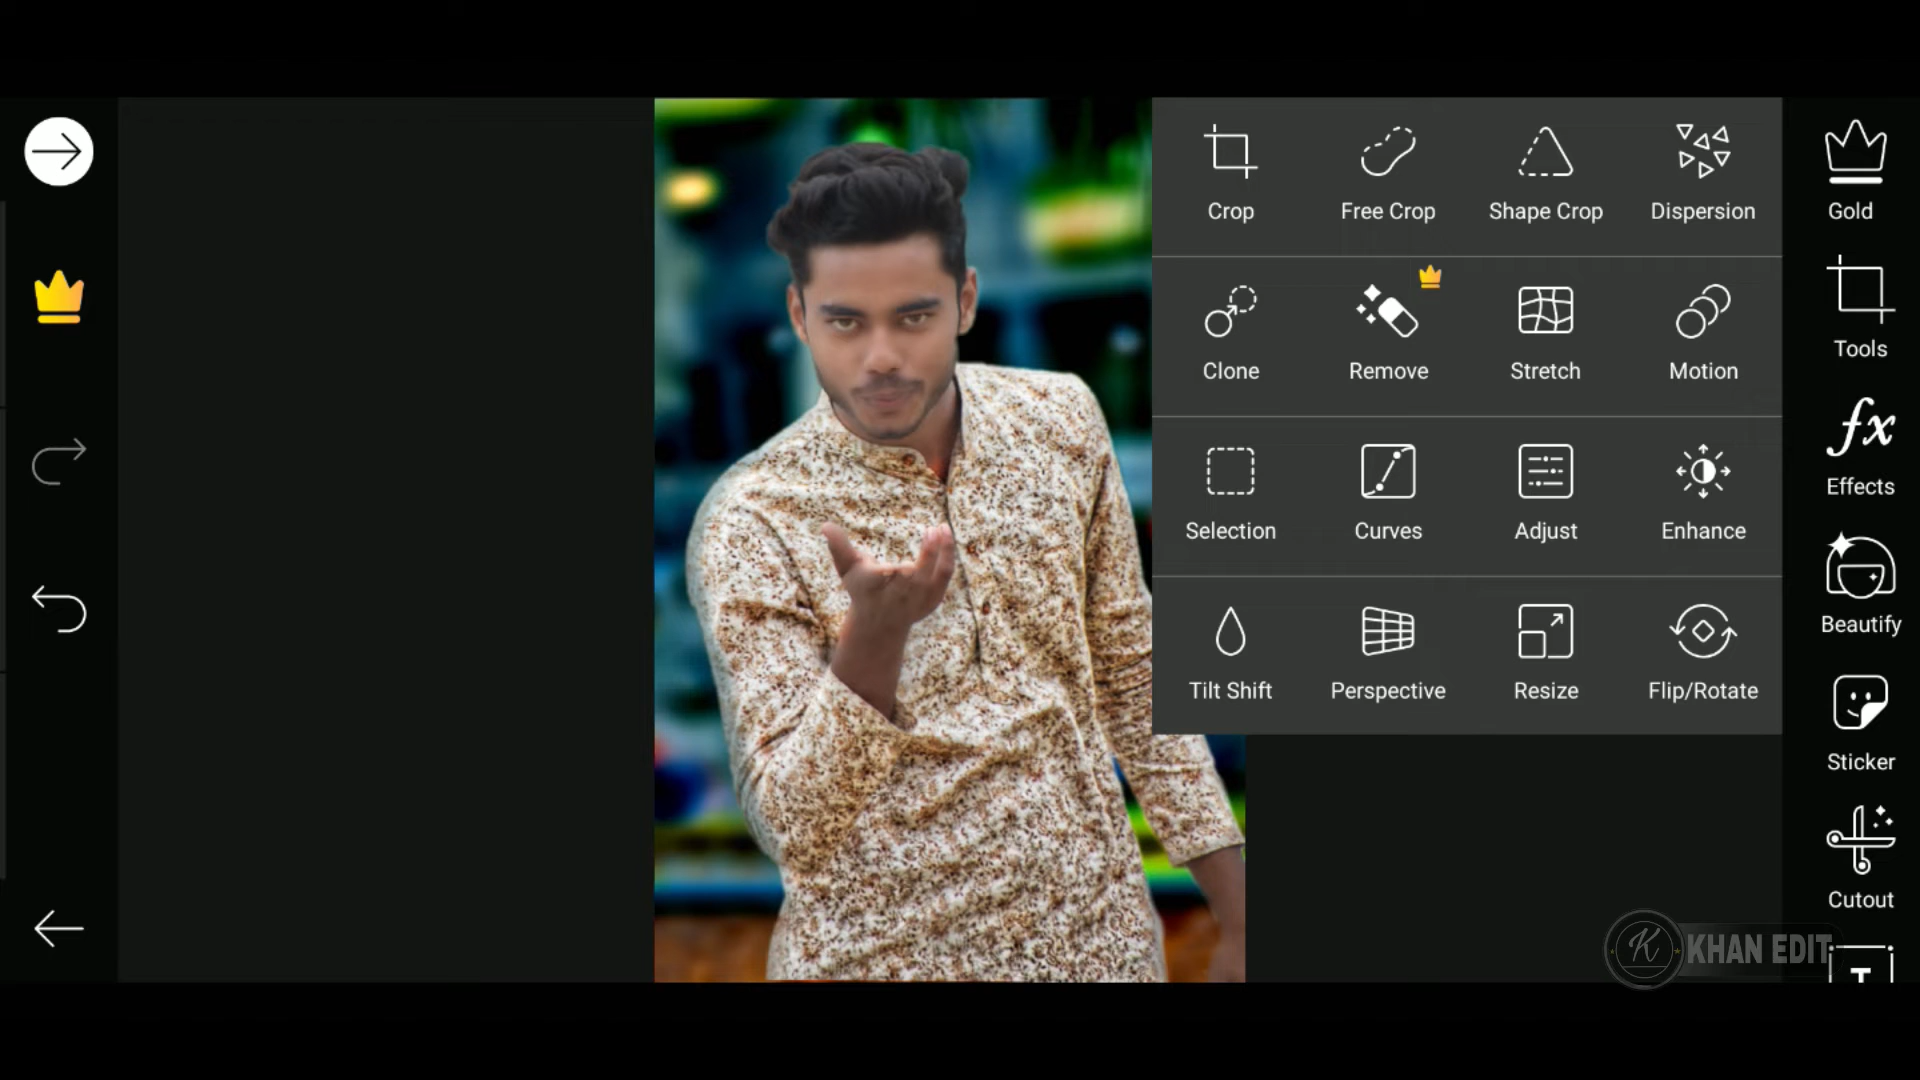 Crop Free Crop Shape Crop Dispersion
Clone Remove Stretch Motion
Selection Curves Adjust Enhance
Tilt Shift Perspective Resize Flip/Rotate
Gold
Tools
fx
Effects
Beautify
Sticker
Cutout
T
K KHAN EDIT